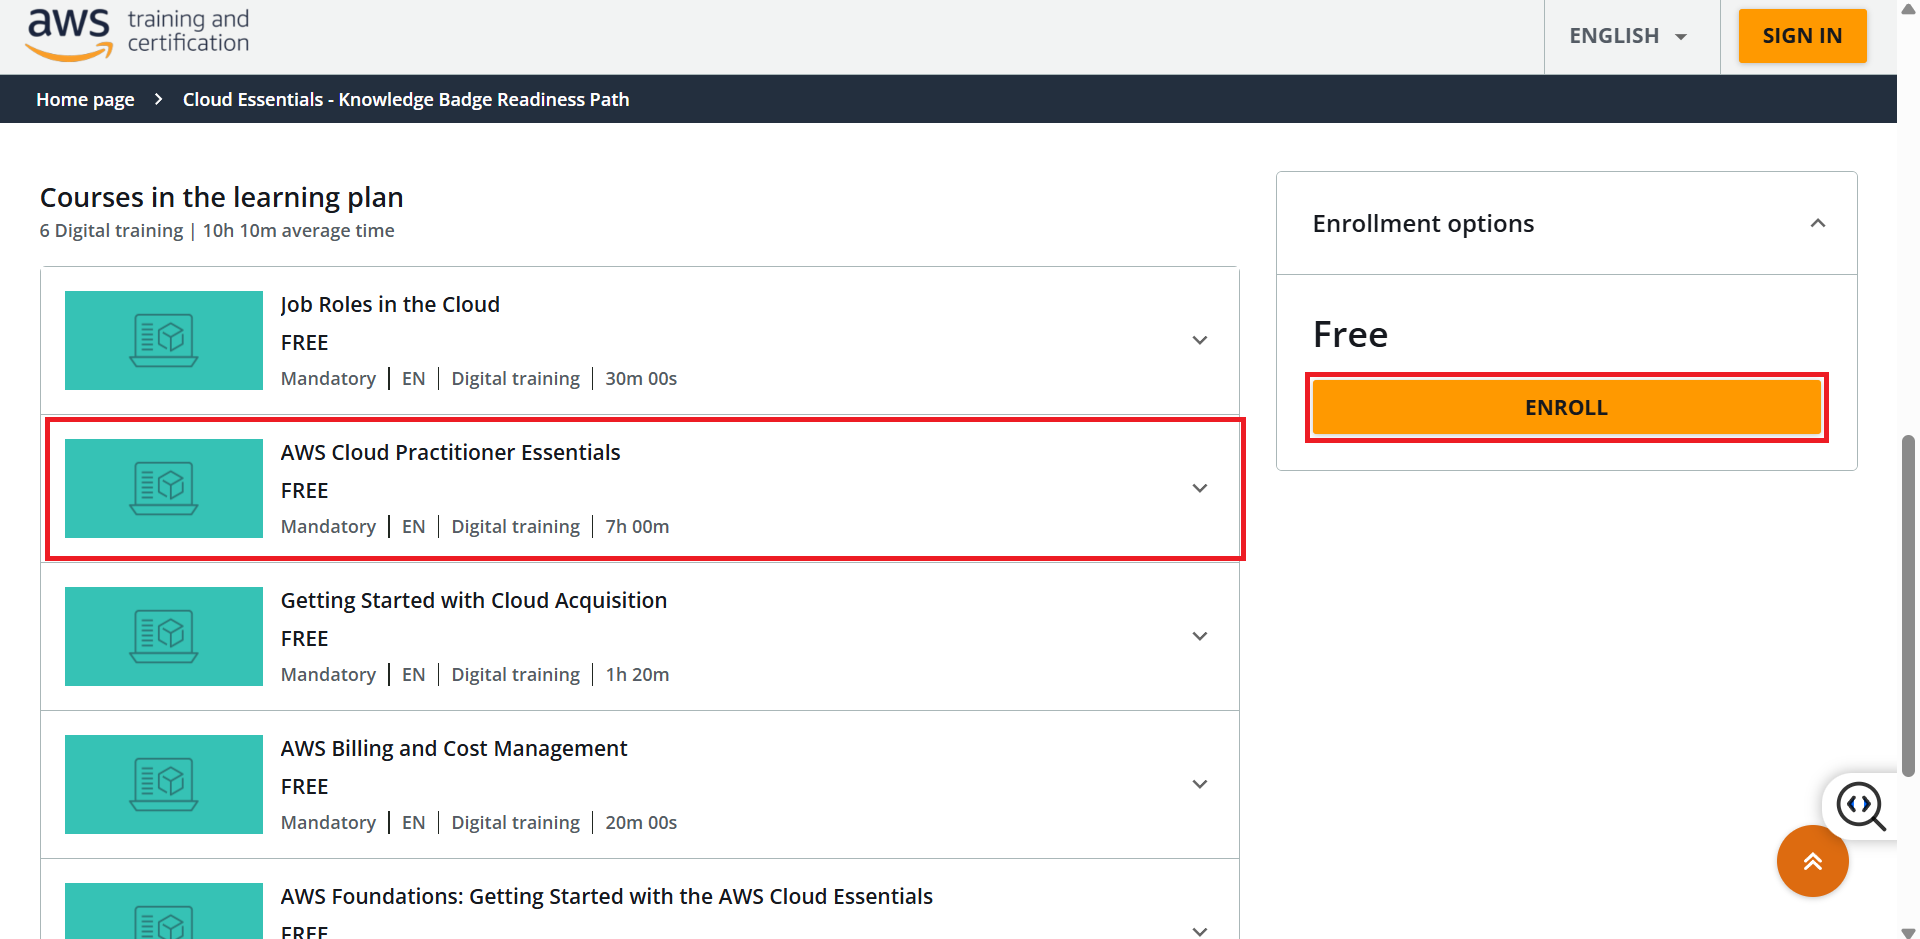 aws training and
certification
ENGLISH
SIGN IN
Home page > Cloud Essentials - Knowledge Badge Readiness Path
Courses in the learning plan
6 Digital training | 10h 10m average time
Job Roles in the Cloud
FREE
Mandatory | EN | Digital training | 30m 00s
AWS Cloud Practitioner Essentials
FREE
Mandatory | EN | Digital training | 7h 00m
Getting Started with Cloud Acquisition
FREE
Mandatory | EN | Digital training | 1h 20m
AWS Billing and Cost Management
FREE
Mandatory | EN | Digital training | 20m 00s
AWS Foundations: Getting Started with the AWS Cloud Essentials
FREE
Enrollment options
Free
ENROLL